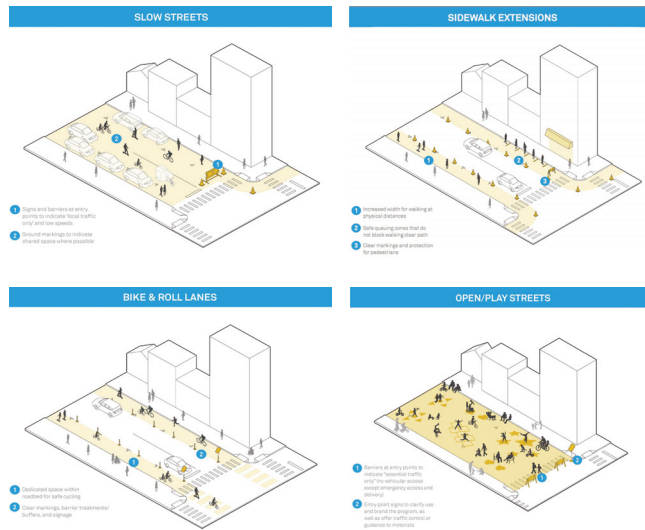 SLOW STREETS
1 Signs and barriers at entry
points to indicate 'local traffic
only' and low speeds
2 Ground markings to indicate
shared space where possible
SIDEWALK EXTENSIONS
1 Increased width for walking at
physical distances
2 Safe queuing zones that do
not block walking clear path
3 Clear markings and protection
for pedestrians
BIKE & ROLL LANES
1 Dedicated space within
roadbed for safe cycling
2 Clear markings, barrier treatments/
buffers, and signage
OPEN/PLAY STREETS
1 Barriers at entry points to
indicate "essential traffic
only" (no vehicular access
except emergency access and
delivery)
2 Entry point signs to clarify use
and brand the program, as
well as offer traffic control or
guidance to materials